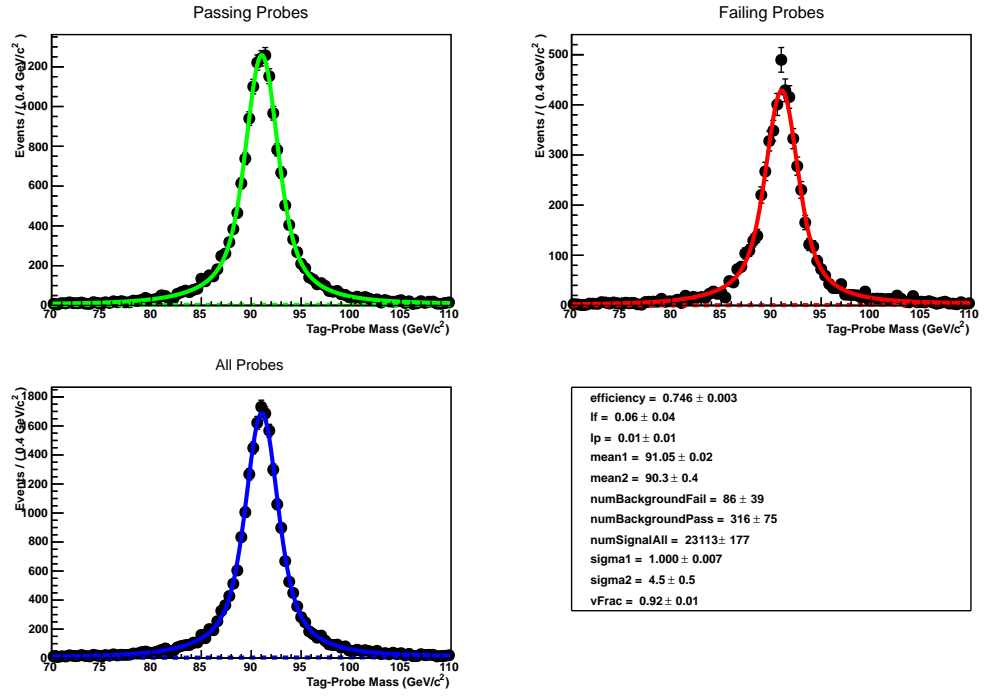 Passing Probes
Events / ( 0.4 GeV/c² )
1200
1000
800
600
400
200
0
70 75 80 85 90 95 100 105 110
Tag-Probe Mass (GeV/c²)
Failing Probes
Events / ( 0.4 GeV/c² )
500
400
300
200
100
0
70 75 80 85 90 95 100 105 110
Tag-Probe Mass (GeV/c²)
All Probes
Events / ( 0.4 GeV/c² )
1800
1600
1400
1200
1000
800
600
400
200
0
70 75 80 85 90 95 100 105 110
Tag-Probe Mass (GeV/c²)
efficiency = 0.746 ± 0.003
lf = 0.06 ± 0.04
lp = 0.01 ± 0.01
mean1 = 91.05 ± 0.02
mean2 = 90.3 ± 0.4
numBackgroundFail = 86 ± 39
numBackgroundPass = 316 ± 75
numSignalAll = 23113± 177
sigma1 = 1.000 ± 0.007
sigma2 = 4.5 ± 0.5
vFrac = 0.92 ± 0.01